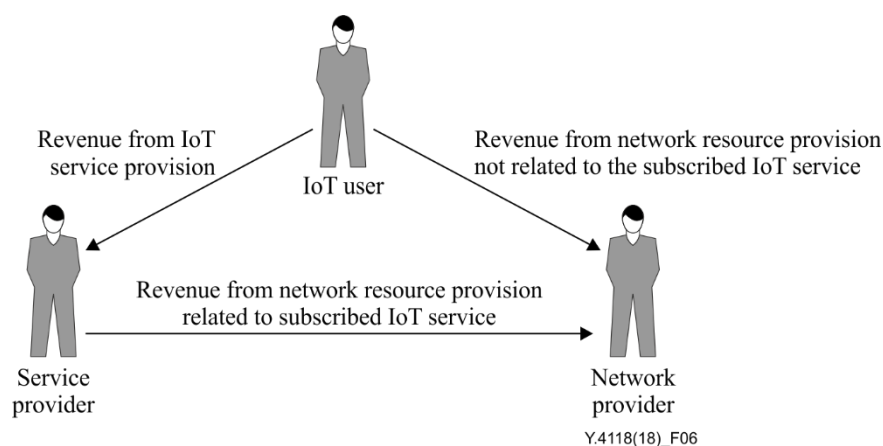 Revenue from IoT
service provision
Revenue from network resource provision
not related to the subscribed IoT service
IoT user
Revenue from network resource provision
related to subscribed IoT service
Service
provider
Network
provider
Y.4118(18)_F06